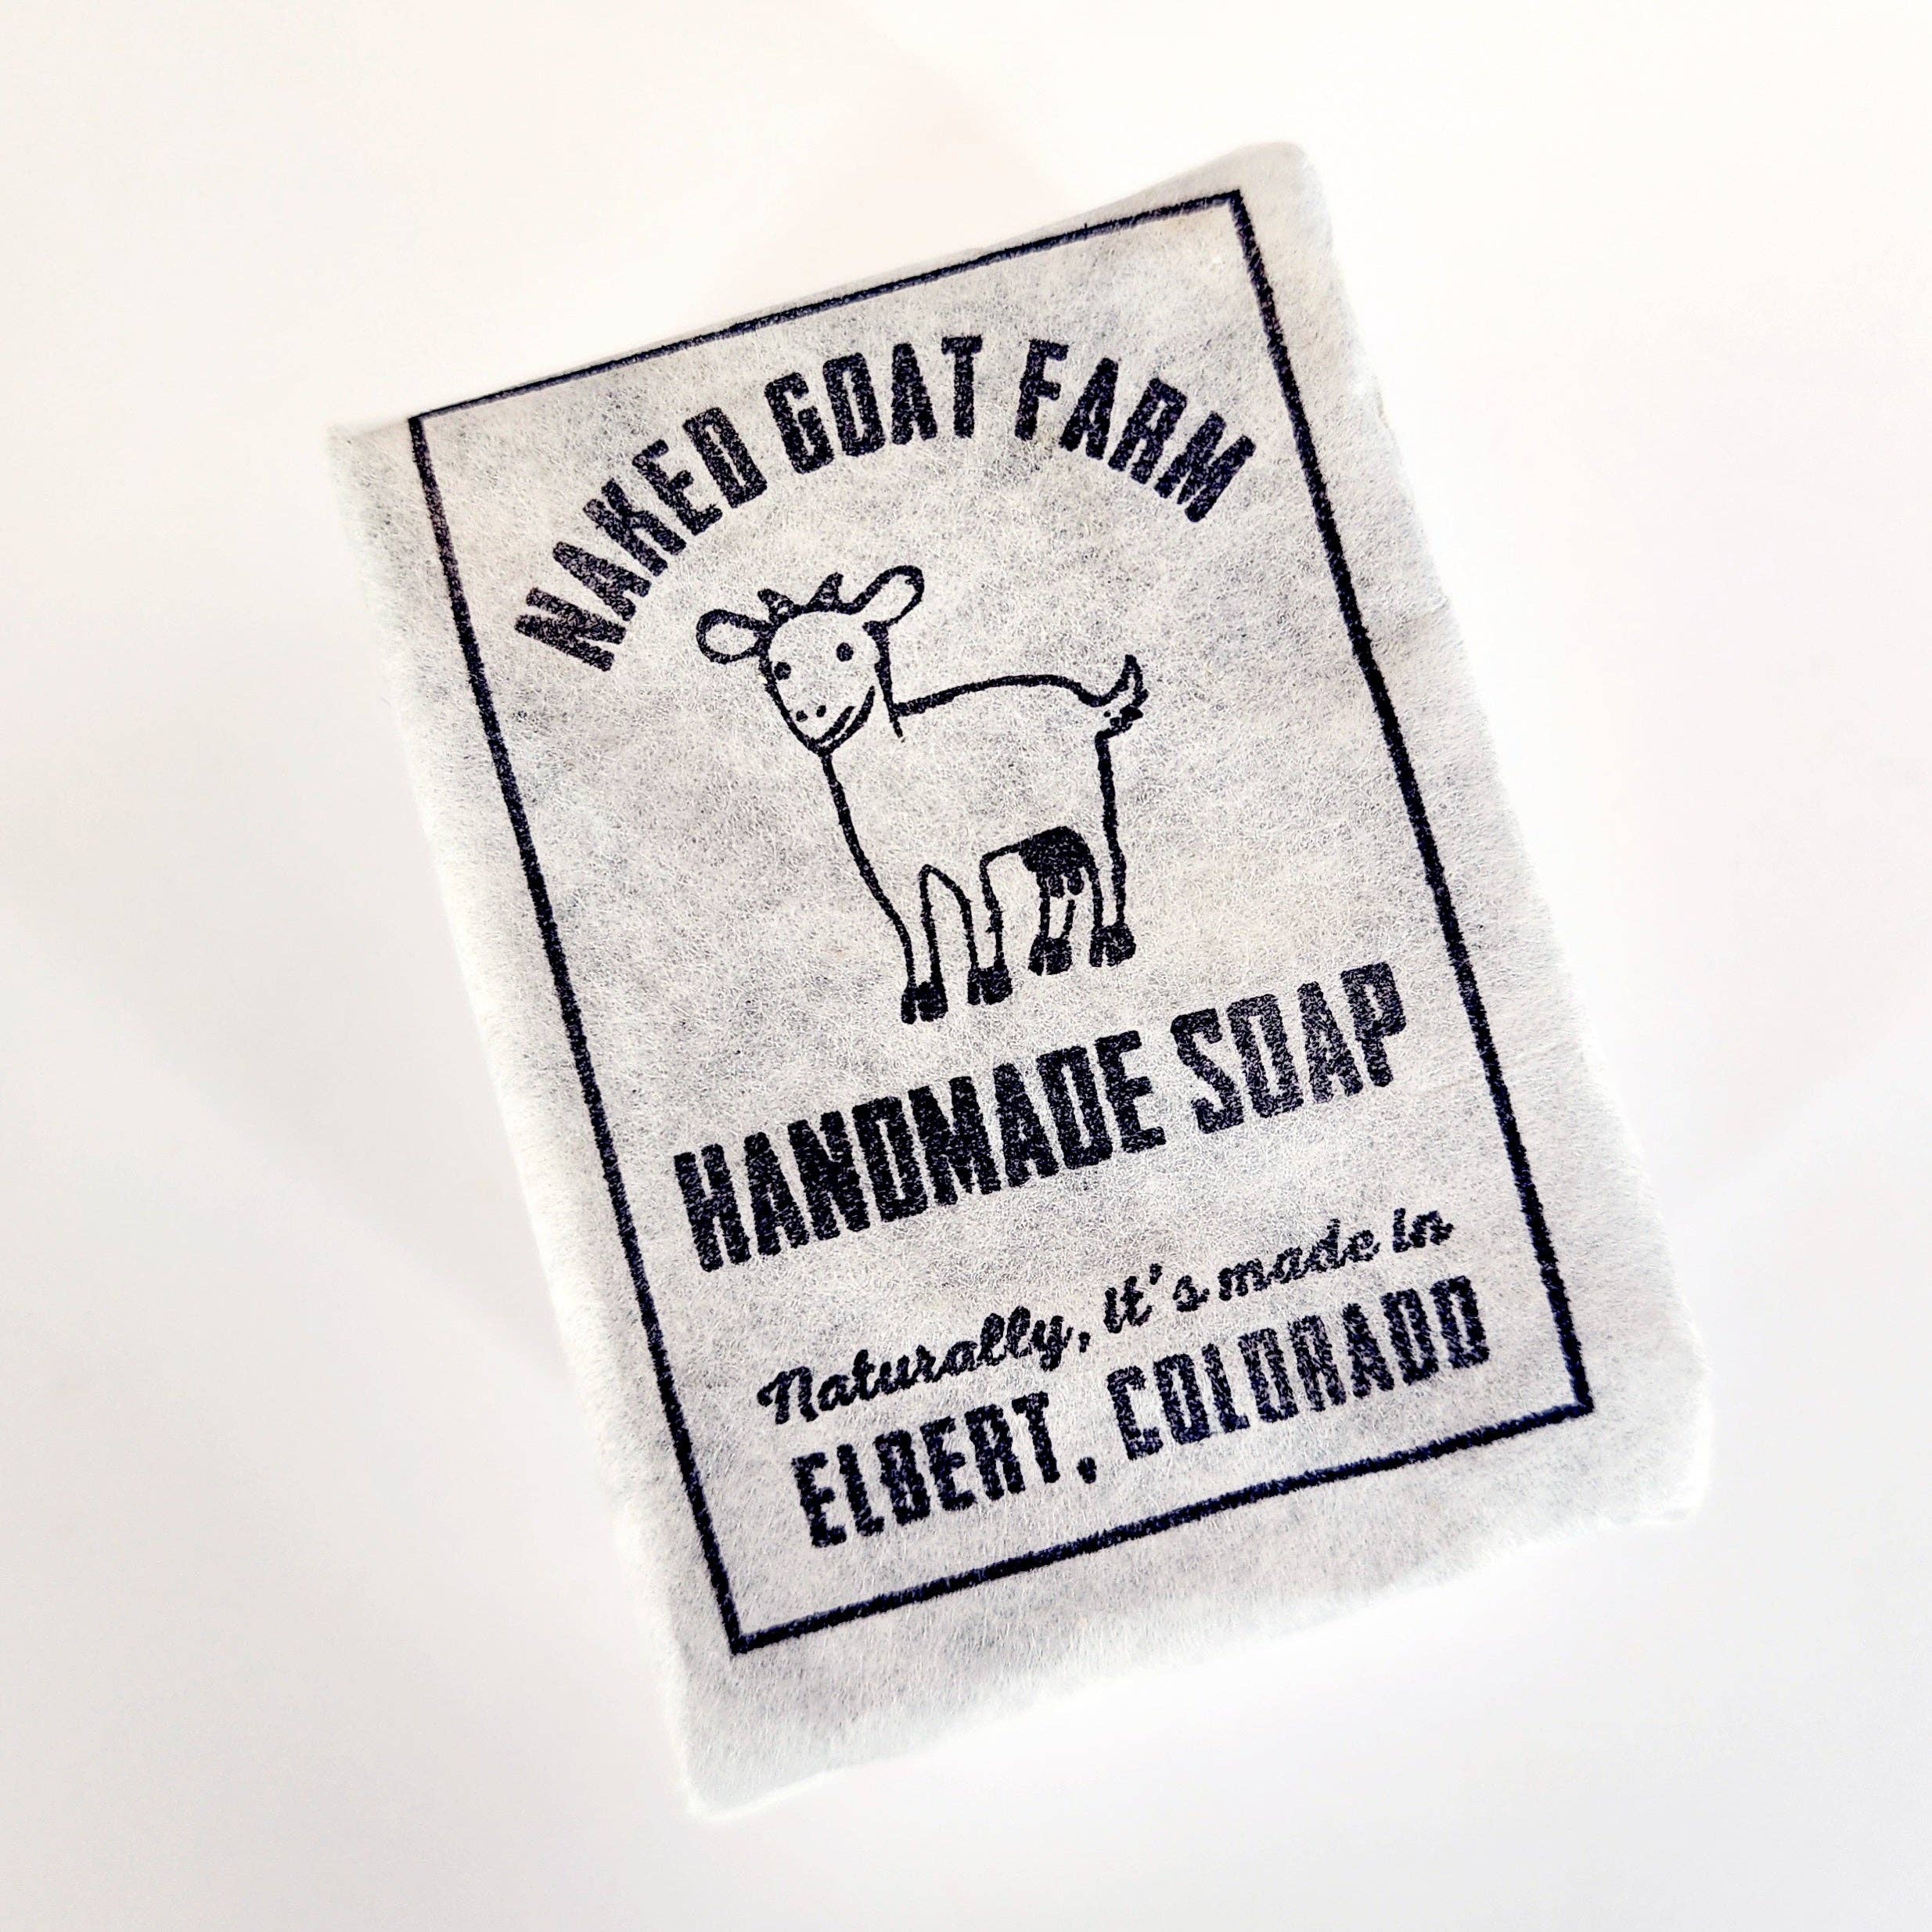 NAKED GOAT FARM
HANDMADE SOAP
Naturally, it's made in
ELBERT, COLORADO